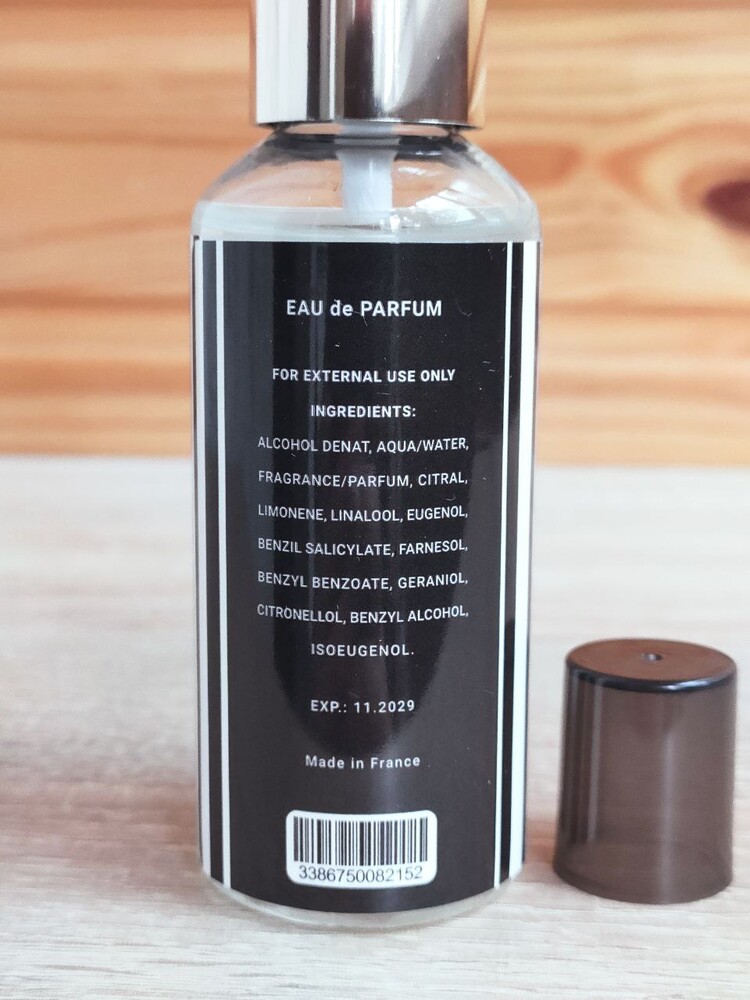 EAU de PARFUM
FOR EXTERNAL USE ONLY
INGREDIENTS:
ALCOHOL DENAT, AQUA/WATER,
FRAGRANCE/PARFUM, CITRAL,
LIMONENE, LINALOOL, EUGENOL,
BENZIL SALICYLATE, FARNESOL,
BENZYL BENZOATE, GERANIOL,
CITRONELLOL, BENZYL ALCOHOL,
ISOEUGENOL.
EXP.: 11.2029
Made in France
3386750082152